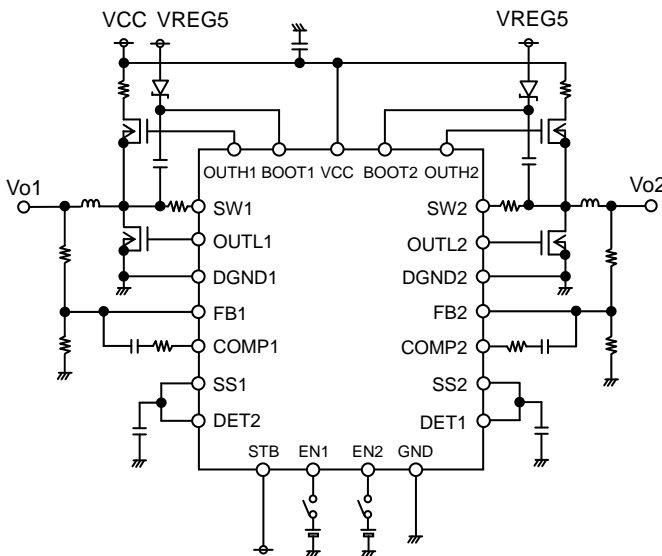 VCC VREG5 VREG5
OUTH1 BOOT1 VCC BOOT2 OUTH2
Vo1 Vo2
SW1 SW2
OUTL1 OUTL2
DGND1 DGND2
FB1 FB2
COMP1 COMP2
SS1 SS2
DET2 DET1
STB EN1 EN2 GND